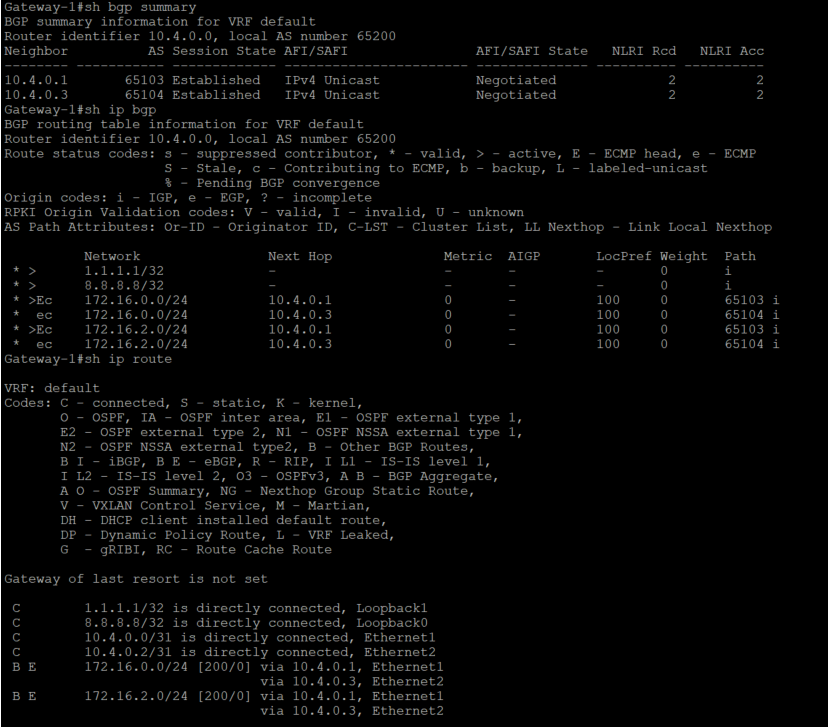 Gateway-1#sh bgp summary
BGP summary information for VRF default
Router identifier 10.4.0.0, local AS number 65200
Neighbor          AS Session State AFI/SAFI                AFI/SAFI State   NLRI Rcd   NLRI Acc
-------- ----------- ------------- ----------------------- -------------- ---------- ----------
10.4.0.1       65103 Established   IPv4 Unicast            Negotiated              2          2
10.4.0.3       65104 Established   IPv4 Unicast            Negotiated              2          2
Gateway-1#sh ip bgp
BGP routing table information for VRF default
Router identifier 10.4.0.0, local AS number 65200
Route status codes: s - suppressed contributor, * - valid, > - active, E - ECMP head, e - ECMP
                    S - Stale, c - Contributing to ECMP, b - backup, L - labeled-unicast
                    % - Pending BGP convergence
Origin codes: i - IGP, e - EGP, ? - incomplete
RPKI Origin Validation codes: V - valid, I - invalid, U - unknown
AS Path Attributes: Or-ID - Originator ID, C-LST - Cluster List, LL Nexthop - Link Local Nexthop
          Network                Next Hop              Metric  AIGP       LocPref Weight  Path
 * >      1.1.1.1/32             -                     -       -          -       0       i
 * >      8.8.8.8/32             -                     -       -          -       0       i
 * >Ec    172.16.0.0/24          10.4.0.1              0       -          100     0       65103 i
 *  ec    172.16.0.0/24          10.4.0.3              0       -          100     0       65104 i
 * >Ec    172.16.2.0/24          10.4.0.1              0       -          100     0       65103 i
 *  ec    172.16.2.0/24          10.4.0.3              0       -          100     0       65104 i
Gateway-1#sh ip route
VRF: default
Codes: C - connected, S - static, K - kernel,
       O - OSPF, IA - OSPF inter area, E1 - OSPF external type 1,
       E2 - OSPF external type 2, N1 - OSPF NSSA external type 1,
       N2 - OSPF NSSA external type2, B - Other BGP Routes,
       B I - iBGP, B E - eBGP, R - RIP, I L1 - IS-IS level 1,
       I L2 - IS-IS level 2, O3 - OSPFv3, A B - BGP Aggregate,
       A O - OSPF Summary, NG - Nexthop Group Static Route,
       V - VXLAN Control Service, M - Martian,
       DH - DHCP client installed default route,
       DP - Dynamic Policy Route, L - VRF Leaked,
       G  - gRIBI, RC - Route Cache Route
Gateway of last resort is not set
 C        1.1.1.1/32 is directly connected, Loopback1
 C        8.8.8.8/32 is directly connected, Loopback0
 C        10.4.0.0/31 is directly connected, Ethernet1
 C        10.4.0.2/31 is directly connected, Ethernet2
 B E      172.16.0.0/24 [200/0] via 10.4.0.1, Ethernet1
                                via 10.4.0.3, Ethernet2
 B E      172.16.2.0/24 [200/0] via 10.4.0.1, Ethernet1
                                via 10.4.0.3, Ethernet2